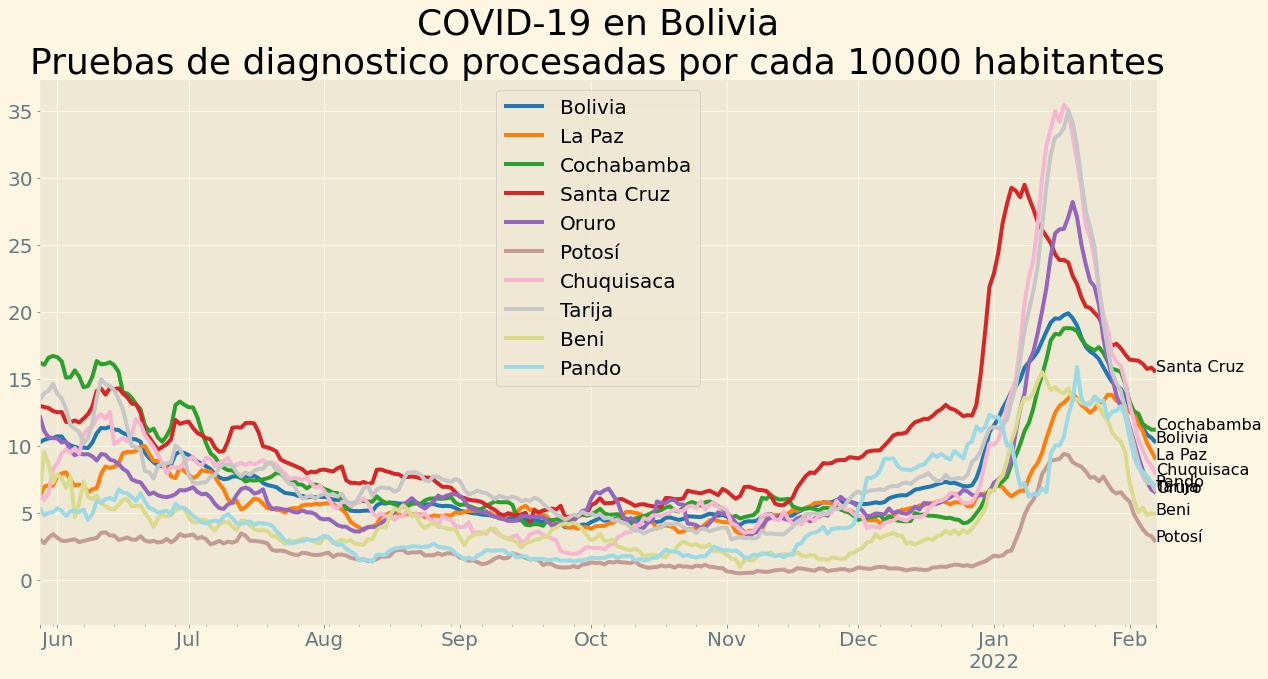 COVID-19 en Bolivia
Pruebas de diagnostico procesadas por cada 10000 habitantes
35
30
25
20
15
10
5
0
Bolivia
La Paz
Cochabamba
Santa Cruz
Oruro
Potosí
Chuquisaca
Tarija
Beni
Pando
Santa Cruz
Cochabamba
Bolivia
La Paz
Chuquisaca
Pando
Beni
Potosí
Jun Jul Aug Sep Oct Nov Dec Jan Feb
2022